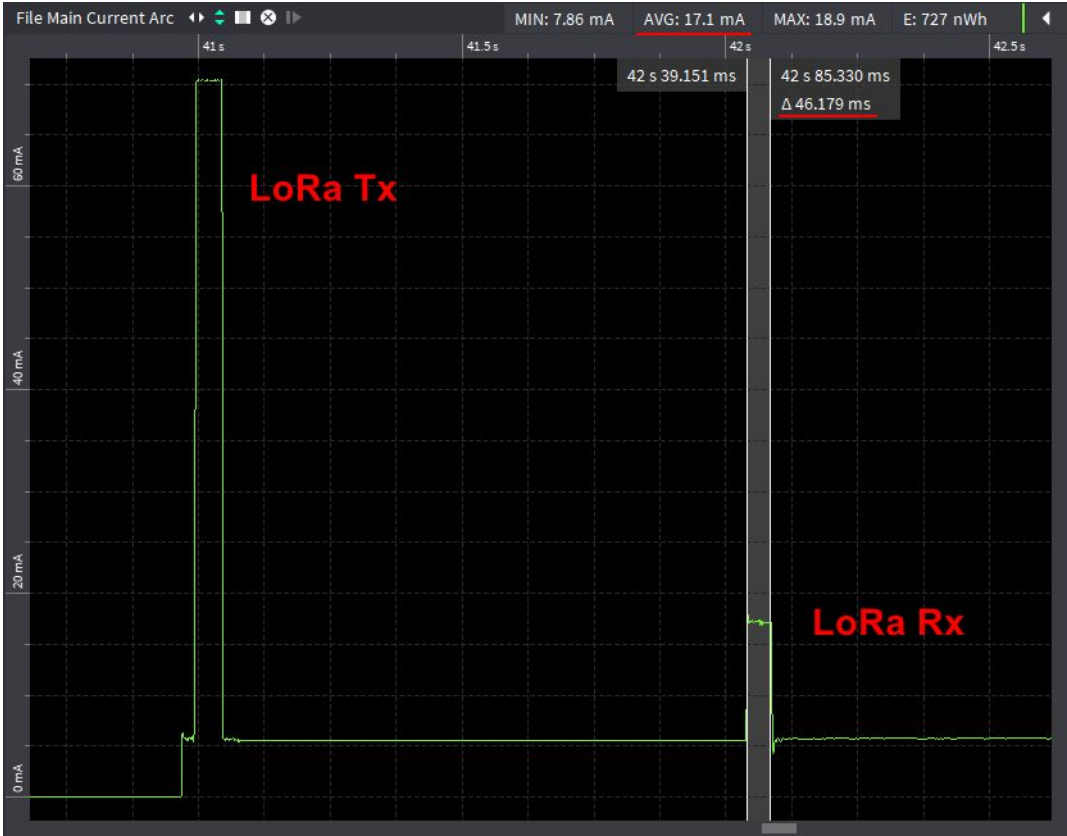 File Main Current Arc MIN: 7.86 mA AVG: 17.1 mA MAX: 18.9 mA E: 727 nWh
41 s 41.5 s 42 s 42.5 s
42 s 39.151 ms 42 s 85.330 ms
Δ 46.179 ms
60 mA
LoRa Tx
40 mA
20 mA
LoRa Rx
0 mA